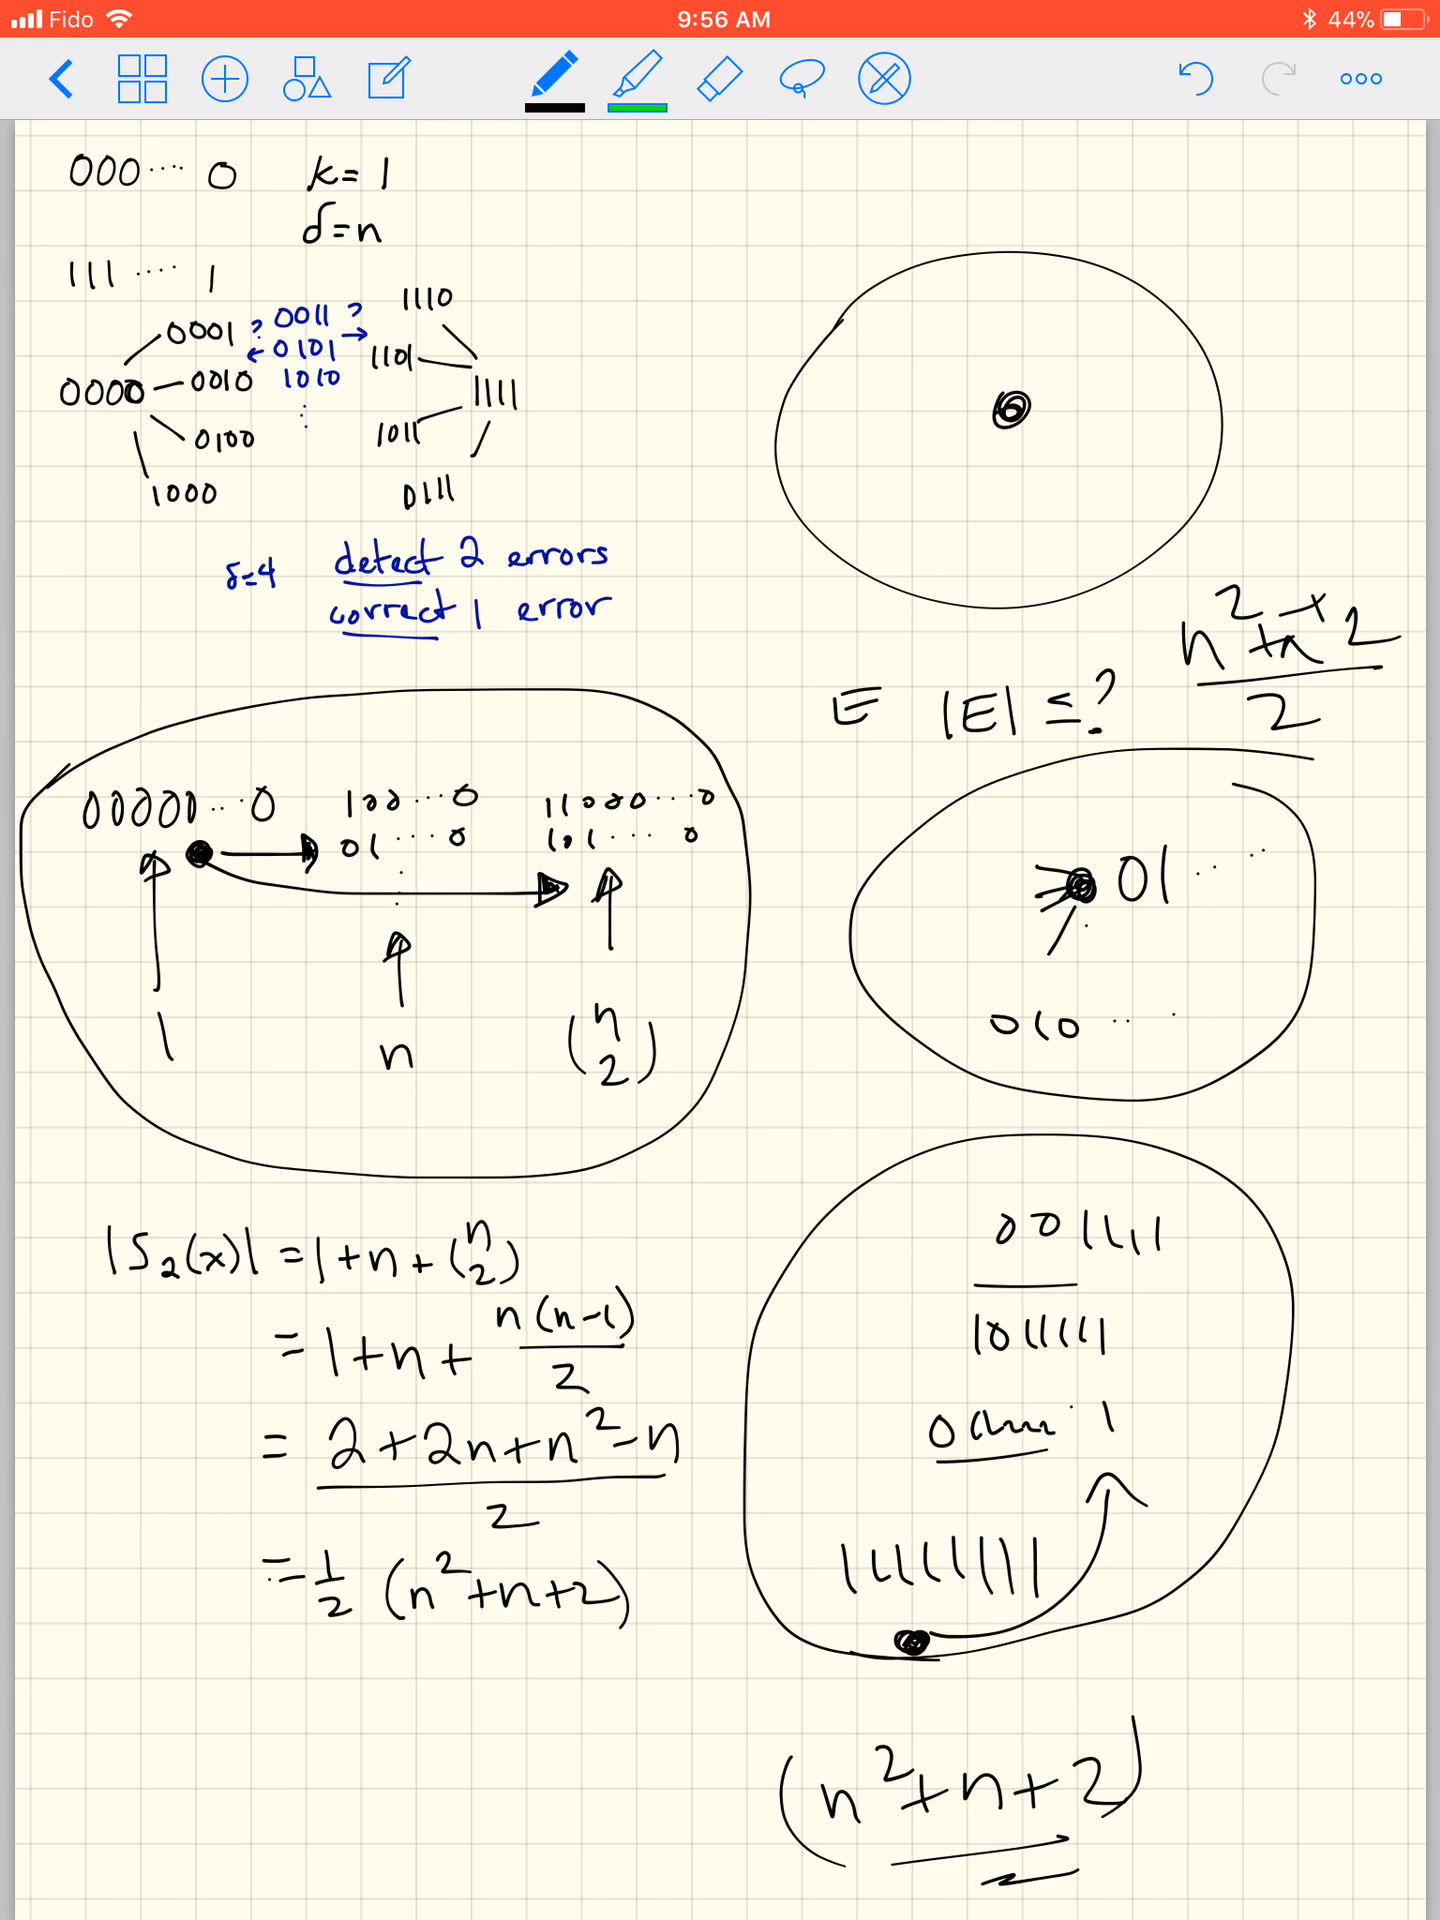 Fido 9:56 AM 44%
000 ···· 0 k = 1
δ = n
111 ···· 1
0000
0001
0010
0100
1000
? 0011 ?
← 0101 →
1010
⋮
1110
1101
1011
0111
1111
δ=4 detect 2 errors
correct 1 error
E |E| ≤ ?
00000 ··· 0 100 ···· 0 11000 ···· 0
01 ···· 0 101 ···· 0
1 n (n 2)
01 ····
010 ·· ·
|S₂(x)| = 1 + n + (n 2)
= 1 + n + n(n-1)/2
= (2 + 2n + n² - n)/2
= 1/2 (n² + n + 2)
001111
1011111
11111111
(n² + n + 2)
2